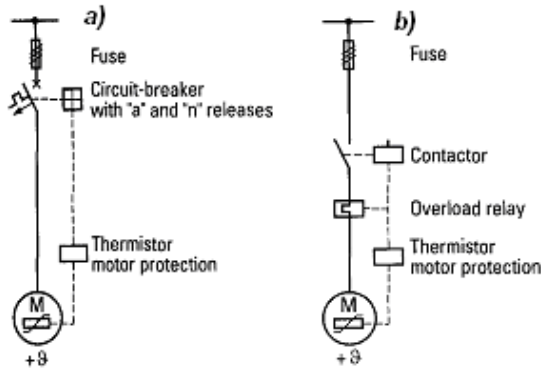 a)
Fuse
Circuit-breaker
with "a" and "n" releases
Thermistor
motor protection
M
+ϑ
b)
Fuse
Contactor
Overload relay
Thermistor
motor protection
M
+ϑ